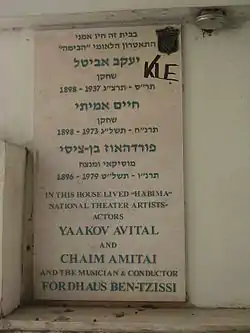 בבית זה חיו אמני
התאטרון הלאומי "הבימה"
יעקב אביטל
שחקן
1898 - 1937
KLE
חיים אמיתי
שחקן
1898 - 1973
פורדהאוז בן-ציסי
מוסיקאי ומנצח
1896 - 1979
IN THIS HOUSE LIVED "HABIMA"
NATIONAL THEATER ARTISTS-
ACTORS
YAAKOV AVITAL
AND
CHAIM AMITAI
AND THE MUSICIAN & CONDUCTOR
FORDHAUS BEN-TZISSI